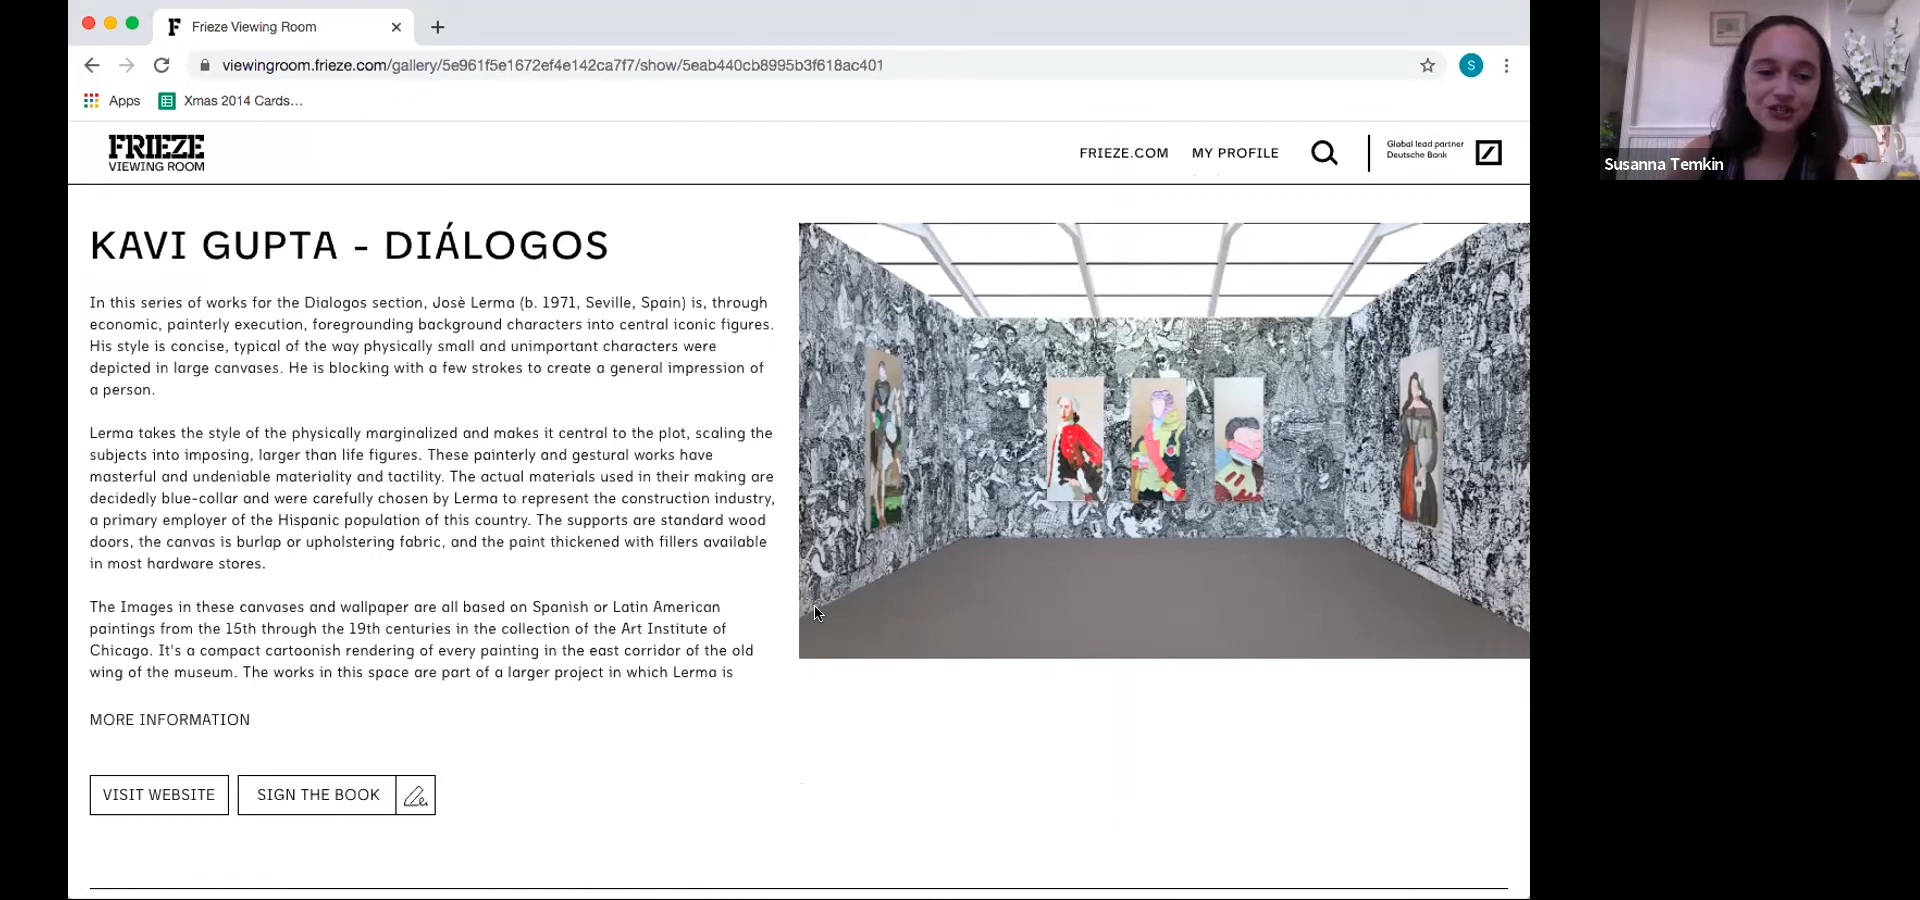 Frieze Viewing Room
viewingroom.frieze.com/gallery/5e961f5e1672ef4e142ca7f7/show/5eab440cb8995b3f618ac401
S
Apps
Xmas 2014 Cards...
FRIEZE
VIEWING ROOM
FRIEZE.COM
MY PROFILE
Global lead partner
Deutsche Bank
Susanna Temkin
KAVI GUPTA - DIÁLOGOS
In this series of works for the Dialogos section, Josè Lerma (b. 1971, Seville, Spain) is, through
economic, painterly execution, foregrounding background characters into central iconic figures.
His style is concise, typical of the way physically small and unimportant characters were
depicted in large canvases. He is blocking with a few strokes to create a general impression of
a person.
Lerma takes the style of the physically marginalized and makes it central to the plot, scaling the
subjects into imposing, larger than life figures. These painterly and gestural works have
masterful and undeniable materiality and tactility. The actual materials used in their making are
decidedly blue-collar and were carefully chosen by Lerma to represent the construction industry,
a primary employer of the Hispanic population of this country. The supports are standard wood
doors, the canvas is burlap or upholstering fabric, and the paint thickened with fillers available
in most hardware stores.
The Images in these canvases and wallpaper are all based on Spanish or Latin American
paintings from the 15th through the 19th centuries in the collection of the Art Institute of
Chicago. It's a compact cartoonish rendering of every painting in the east corridor of the old
wing of the museum. The works in this space are part of a larger project in which Lerma is
MORE INFORMATION
VISIT WEBSITE
SIGN THE BOOK